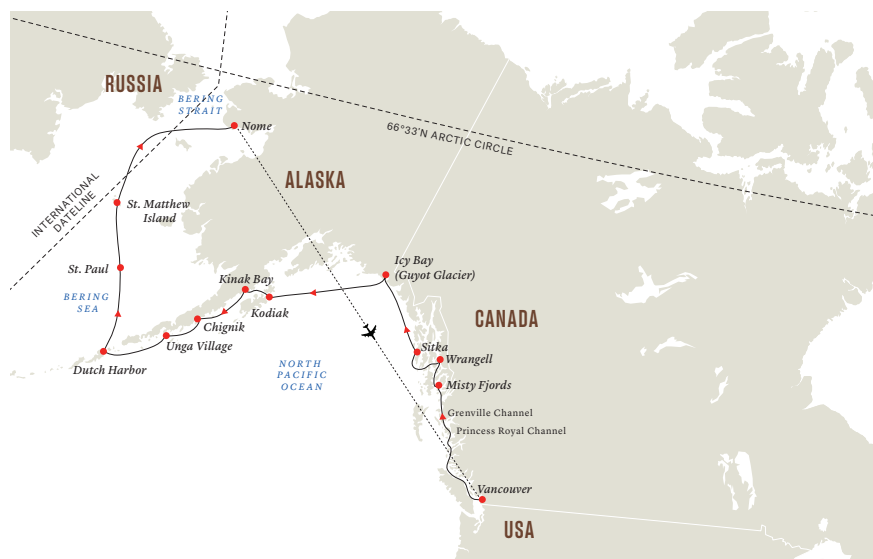 RUSSIA
BERING
STRAIT
Nome
66°33'N ARCTIC CIRCLE
ALASKA
INTERNATIONAL
DATELINE
St. Matthew
Island
St. Paul
Icy Bay
(Guyot Glacier)
Kinak Bay
BERING
SEA
Kodiak
Chignik
CANADA
Unga Village
Sitka
Wrangell
Dutch Harbor
NORTH
PACIFIC
OCEAN
Misty Fjords
Grenville Channel
Princess Royal Channel
Vancouver
USA